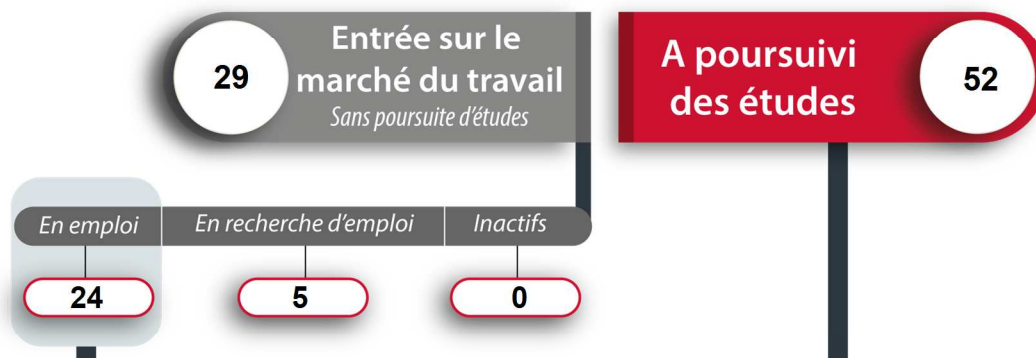 29
Entrée sur le
marché du travail
Sans poursuite d'études
A poursuivi
des études
52
En emploi
En recherche d'emploi
Inactifs
24
5
0